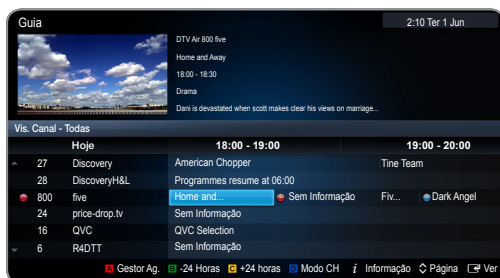 Guia
2:10 Ter 1 Jun
DTV Air 800 five
Home and Away
18:00 - 18:30
Drama
Dani is devastated when scott makes clear his views on marriage...
Vis. Canal - Todas
Hoje 18:00 - 19:00 19:00 - 20:00
27 Discovery American Chopper Tine Team
28 DiscoveryH&L Programmes resume at 06:00
800 five Home and... Sem Informação Fiv... Dark Angel
24 price-drop.tv Sem Informação
16 QVC QVC Selection
6 R4DTT Sem Informação
A Gestor Ag. B -24 Horas C +24 horas D Modo CH i Informação Página Ver